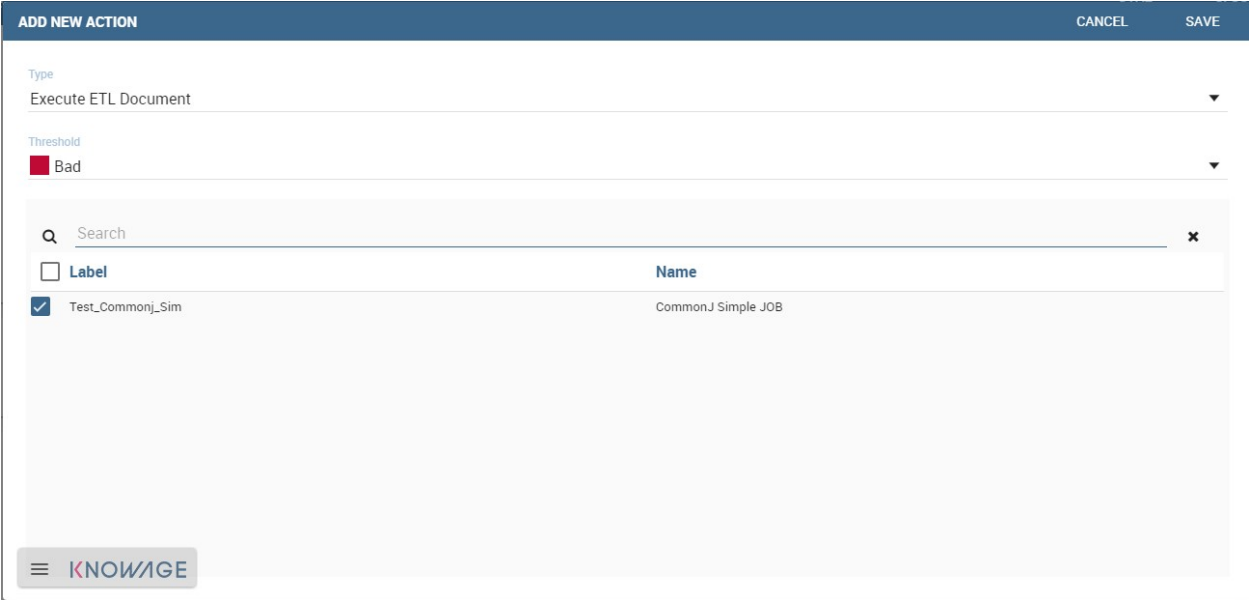 ADD NEW ACTION CANCEL SAVE
Type
Execute ETL Document
Threshold
Bad
Search
Label Name
Test_Commonj_Sim CommonJ Simple JOB
KNOWAGE